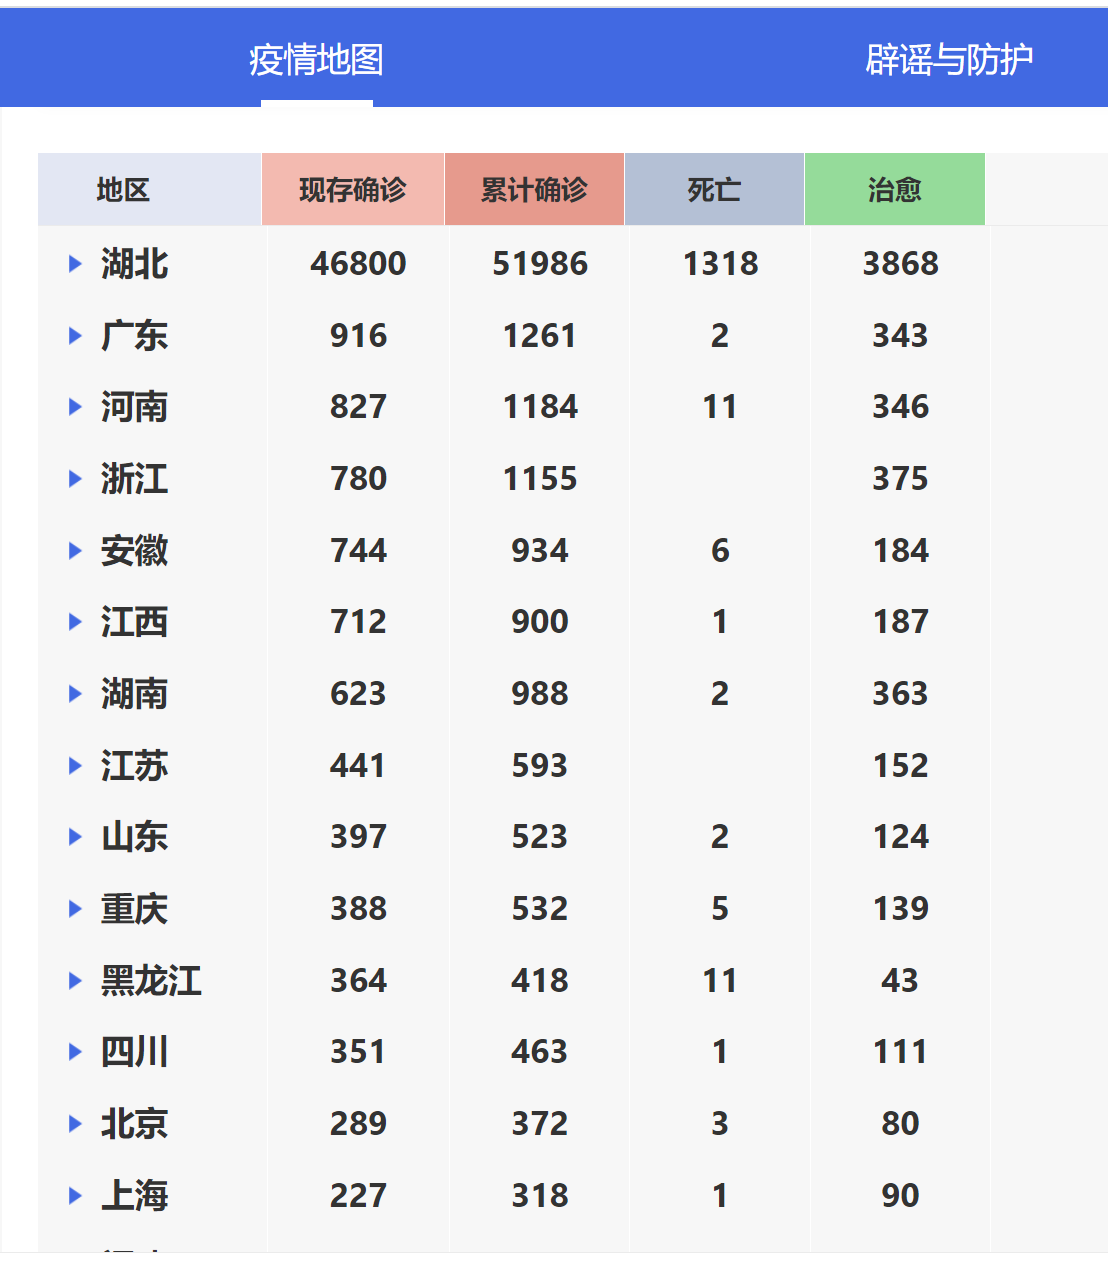 疫情地图 辟谣与防护
地区 现存确诊 累计确诊 死亡 治愈
湖北 46800 51986 1318 3868
广东 916 1261 2 343
河南 827 1184 11 346
浙江 780 1155 375
安徽 744 934 6 184
江西 712 900 1 187
湖南 623 988 2 363
江苏 441 593 152
山东 397 523 2 124
重庆 388 532 5 139
黑龙江 364 418 11 43
四川 351 463 1 111
北京 289 372 3 80
上海 227 318 1 90